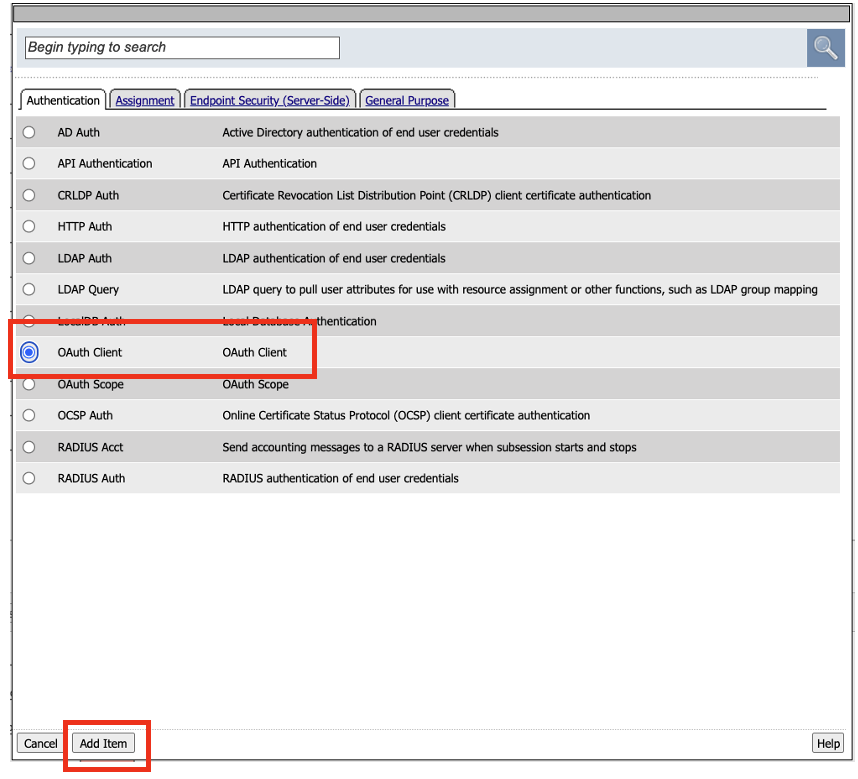 Begin typing to search
Authentication Assignment Endpoint Security (Server-Side) General Purpose
AD Auth Active Directory authentication of end user credentials
API Authentication API Authentication
CRLDP Auth Certificate Revocation List Distribution Point (CRLDP) client certificate authentication
HTTP Auth HTTP authentication of end user credentials
LDAP Auth LDAP authentication of end user credentials
LDAP Query LDAP query to pull user attributes for use with resource assignment or other functions, such as LDAP group mapping
LocalDB Auth Local Database Authentication
OAuth Client OAuth Client
OAuth Scope OAuth Scope
OCSP Auth Online Certificate Status Protocol (OCSP) client certificate authentication
RADIUS Acct Send accounting messages to a RADIUS server when subsession starts and stops
RADIUS Auth RADIUS authentication of end user credentials
Cancel Add Item Help